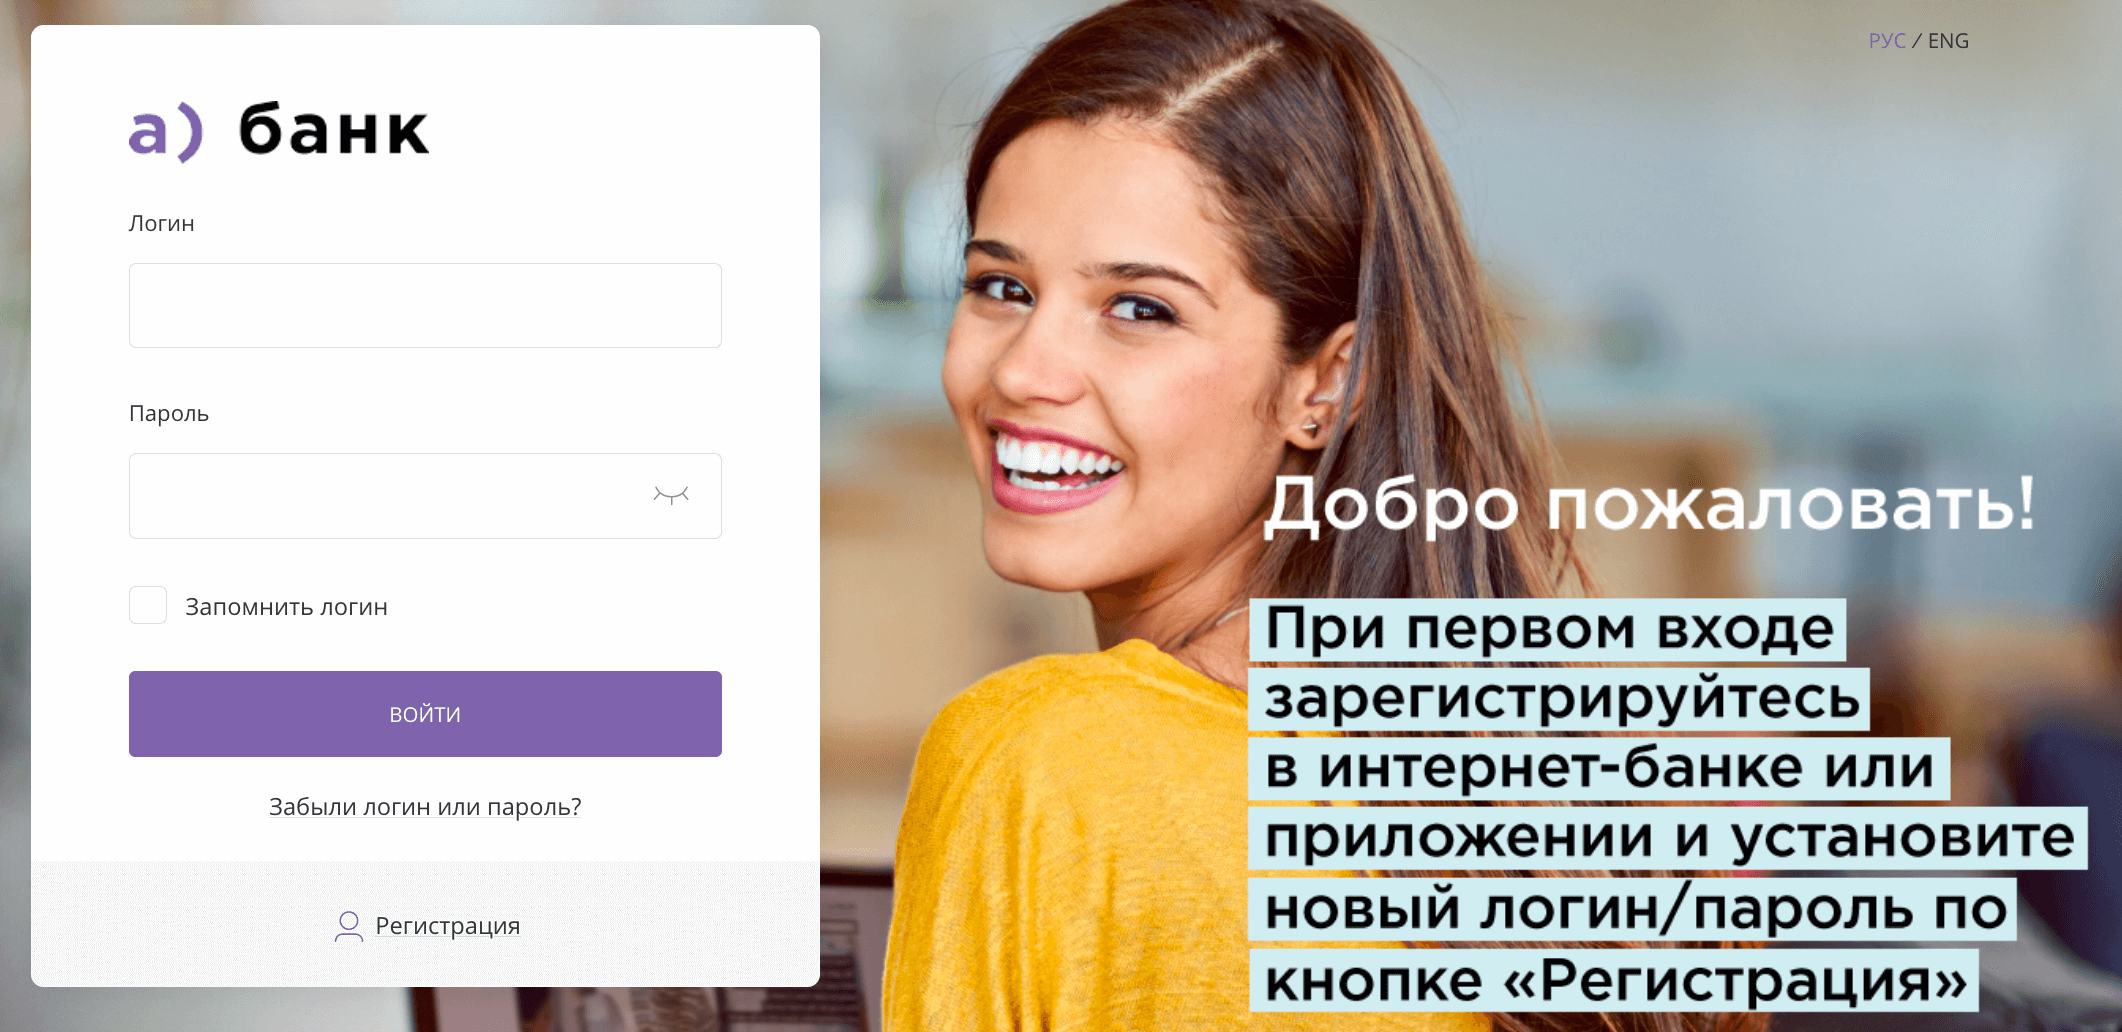 а) банк
Логин
Пароль
Запомнить логин
ВОЙТИ
Забыли логин или пароль?
Регистрация
РУС / ENG
Добро пожаловать!
При первом входе
зарегистрируйтесь
в интернет-банке или
приложении и установите
новый логин/пароль по
кнопке «Регистрация»